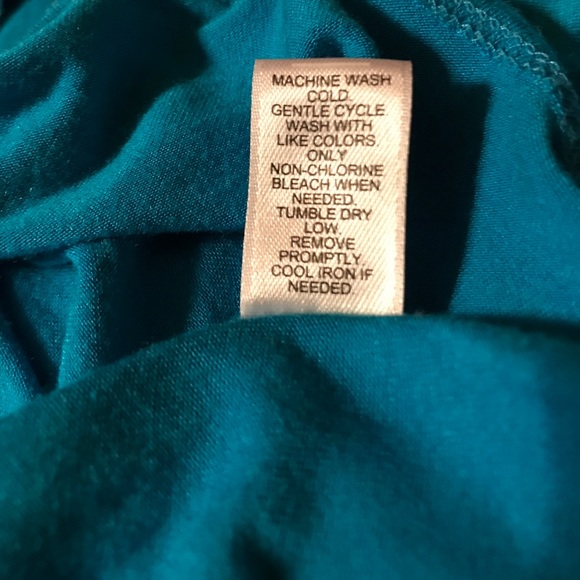 MACHINE WASH
COLD.
GENTLE CYCLE
WASH WITH
LIKE COLORS.
ONLY
NON-CHLORINE
BLEACH WHEN
NEEDED.
TUMBLE DRY
LOW.
REMOVE
PROMPTLY.
COOL IRON IF
NEEDED.